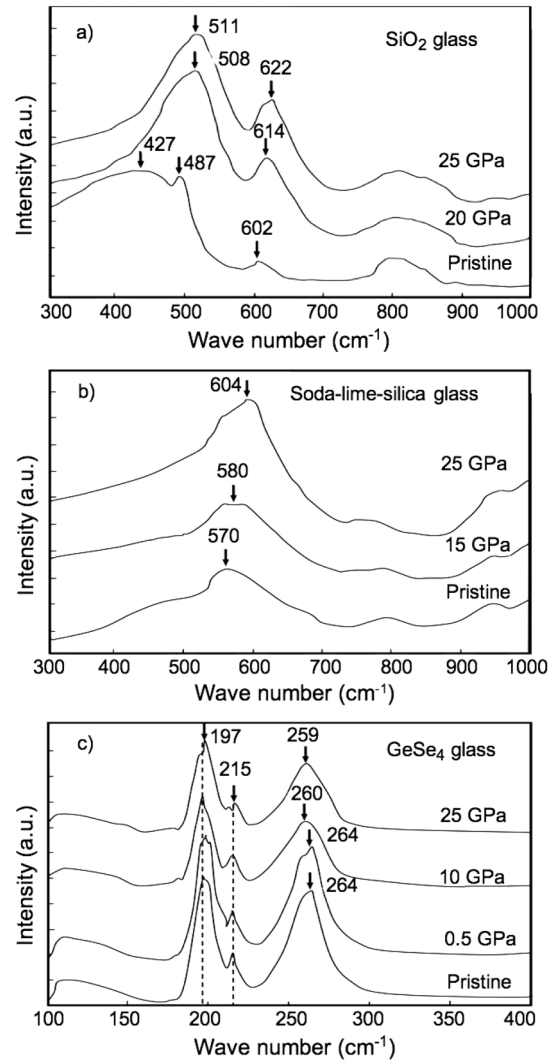 a)
SiO2 glass
511
508
622
427
487
614
602
25 GPa
20 GPa
Pristine
Intensity (a.u.)
300 400 500 600 700 800 900 1000
Wave number (cm-1)
b)
Soda-lime-silica glass
604
580
570
25 GPa
15 GPa
Pristine
Intensity (a.u.)
300 400 500 600 700 800 900 1000
Wave number (cm-1)
c)
GeSe4 glass
197
215
259
260
264
264
25 GPa
10 GPa
0.5 GPa
Pristine
Intensity (a.u.)
100 150 200 250 300 350 400
Wave number (cm-1)